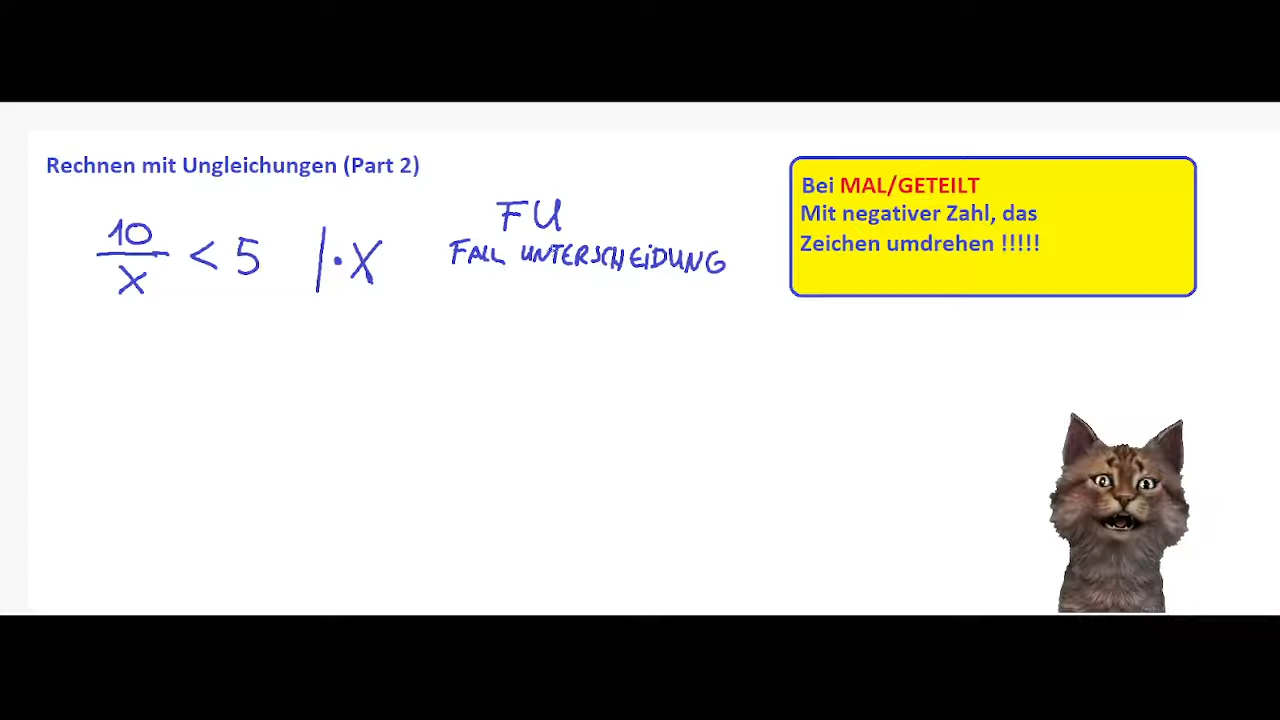 Rechnen mit Ungleichungen (Part 2)
10/x < 5 | · x
FU
FALL UNTERSCHEIDUNG
Bei MAL/GETEILT
Mit negativer Zahl, das
Zeichen umdrehen !!!!!